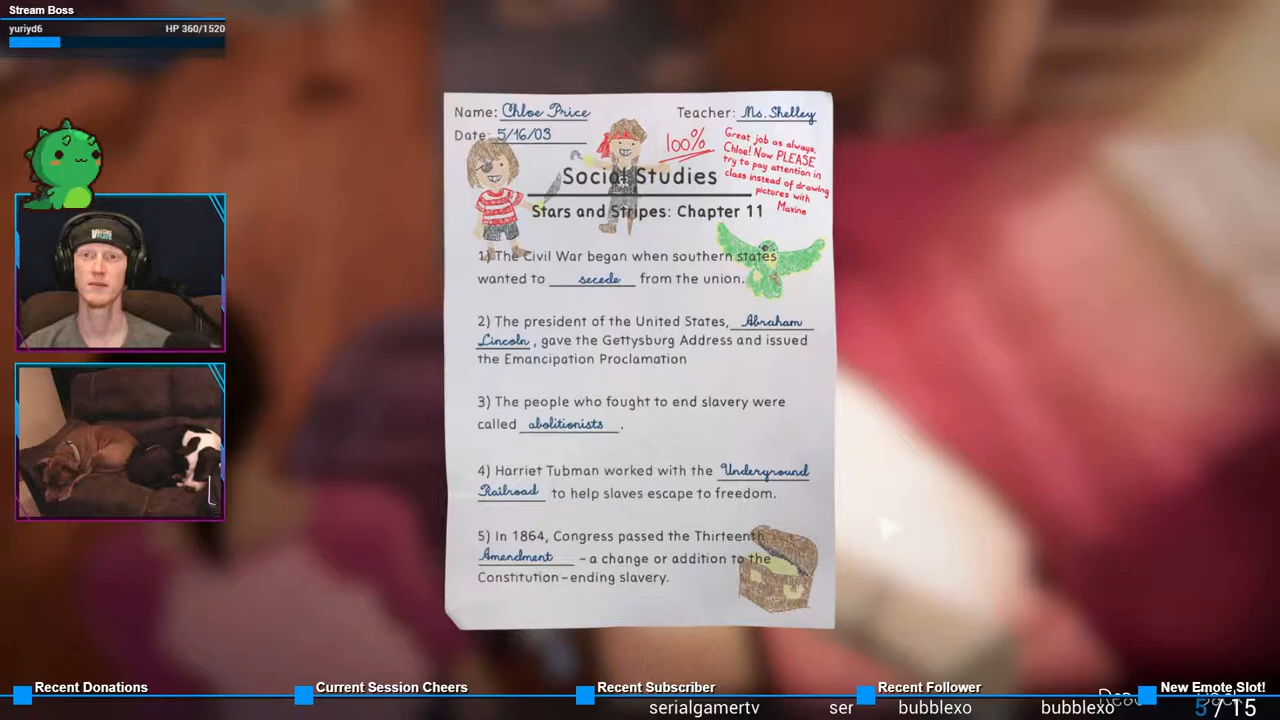 Stream Boss
yuriyd6 HP 360/1520
Name: Chloe Price Teacher: Ms. Shelley
Date: 5/16/03
100%
Great job as always,
Chloe! Now PLEASE
try to pay attention in
class instead of drawing
pictures with
Maxine
Social Studies
Stars and Stripes: Chapter 11
1) The Civil War began when southern states
wanted to secede from the union.
2) The president of the United States, Abraham
Lincoln, gave the Gettysburg Address and issued
the Emancipation Proclamation
3) The people who fought to end slavery were
called abolitionists.
4) Harriet Tubman worked with the Underground
Railroad to help slaves escape to freedom.
5) In 1864, Congress passed the Thirteenth
Amendment – a change or addition to the
Constitution – ending slavery.
Recent Donations
Current Session Cheers
Recent Subscriber
Recent Follower
New Emote Slot!
serialgamertv ser bubblexo bubblexo 5 / 15